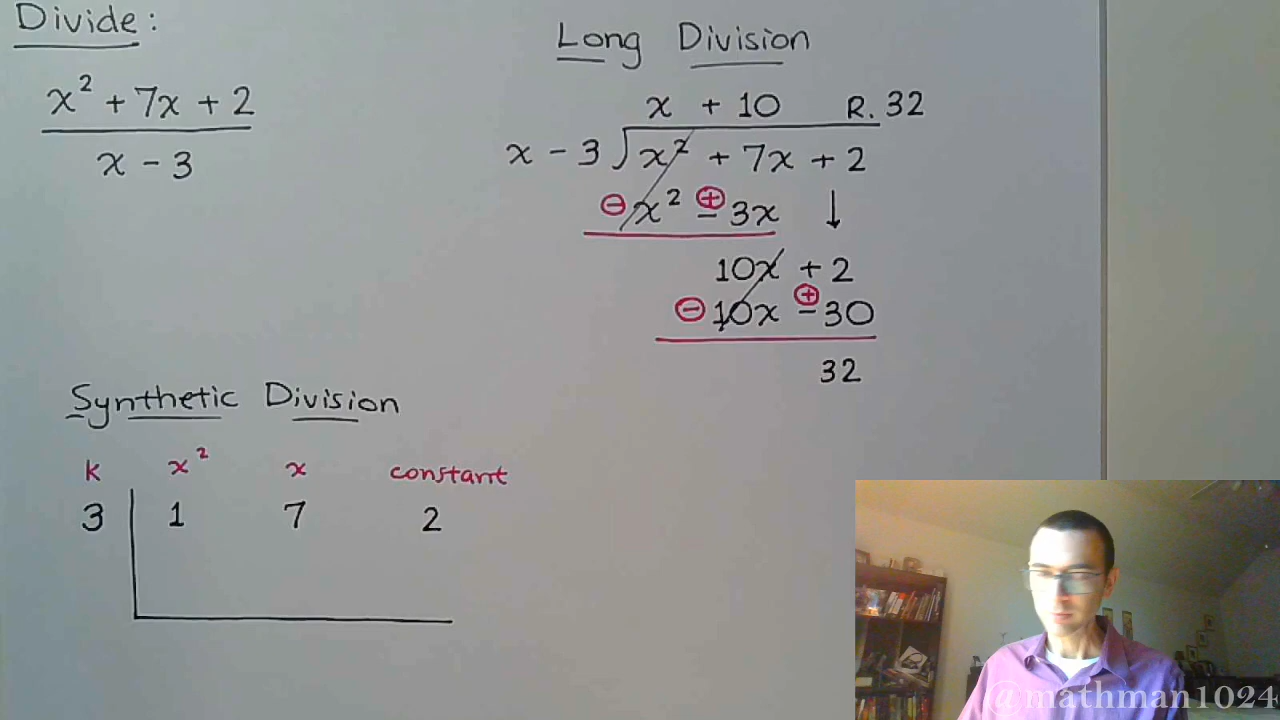 Divide:
x² + 7x + 2
x - 3
Long Division
x + 10 R. 32
x - 3 x² + 7x + 2
⊖ x² ⊕ - 3x ↓
10x + 2
⊖ 10x ⊕ - 30
32
Synthetic Division
k x² x constant
3 1 7 2
@mathman1024